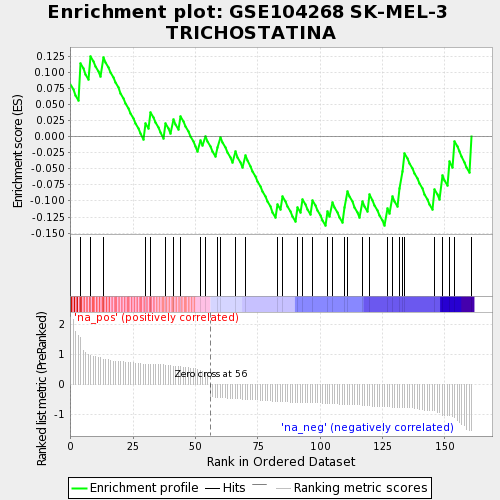 Enrichment plot: GSE104268 SK-MEL-3
TRICHOSTATINA
Enrichment score (ES)
0.125
0.100
0.075
0.050
0.025
0.000
-0.025
-0.050
-0.075
-0.100
-0.125
-0.150
'na_pos' (positively correlated)
Ranked list metric (PreRanked)
2
1
0
-1
Zero cross at 56
'na_neg' (negatively correlated)
0
25
50
75
100
125
150
Rank in Ordered Dataset
Enrichment profile
Hits
Ranking metric scores